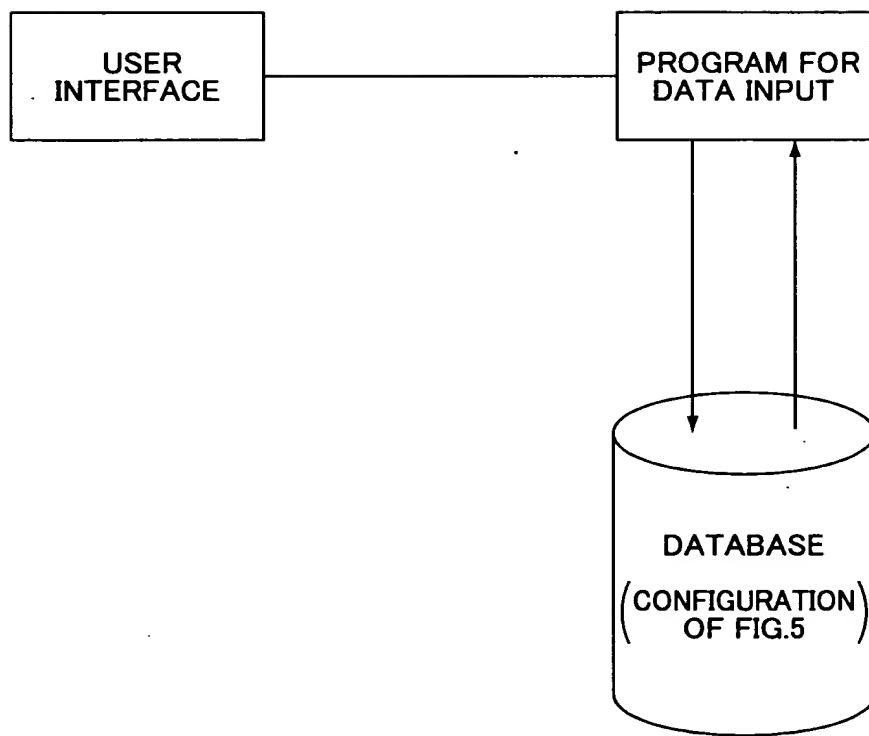 USER
INTERFACE
PROGRAM FOR
DATA INPUT
DATABASE
(CONFIGURATION
OF FIG.5)